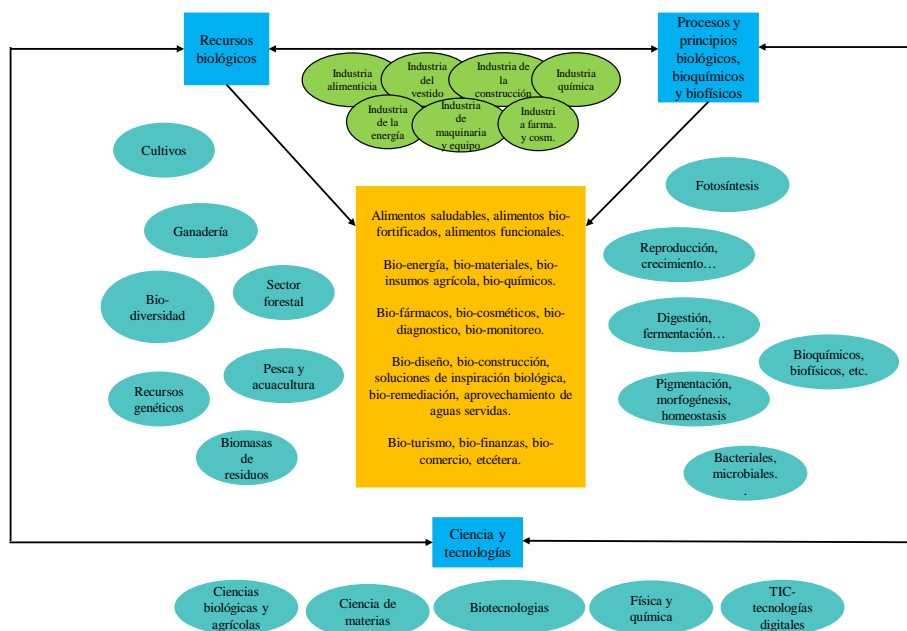 Recursos
biológicos
Procesos y
principios
biológicos,
bioquímicos
y biofísicos
Industria
alimenticia
Industria
del
vestido
Industria de
la
construcción
Industria
química
Industria
de la
energía
Industria
de
maquinaria
y equipo
Industri
a farma.
y cosm.
Cultivos
Ganadería
Bio-
diversidad
Sector
forestal
Pesca y
acuacultura
Recursos
genéticos
Biomasas
de
residuos
Alimentos saludables, alimentos bio-
fortificados, alimentos funcionales.
Bio-energía, bio-materiales, bio-
insumos agrícola, bio-químicos.
Bio-fármacos, bio-cosméticos, bio-
diagnostico, bio-monitoreo.
Bio-diseño, bio-construcción,
soluciones de inspiración biológica,
bio-remediación, aprovechamiento de
aguas servidas.
Bio-turismo, bio-finanzas, bio-
comercio, etcétera.
Fotosíntesis
Reproducción,
crecimiento…
Digestión,
fermentación…
Bioquímicos,
biofísicos, etc.
Pigmentación,
morfogénesis,
homeostasis
Bacteriales,
microbiales.
.
Ciencia y
tecnologías
Ciencias
biológicas y
agrícolas
Ciencia de
materias
Biotecnologias
Física y
química
TIC-
tecnologías
digitales